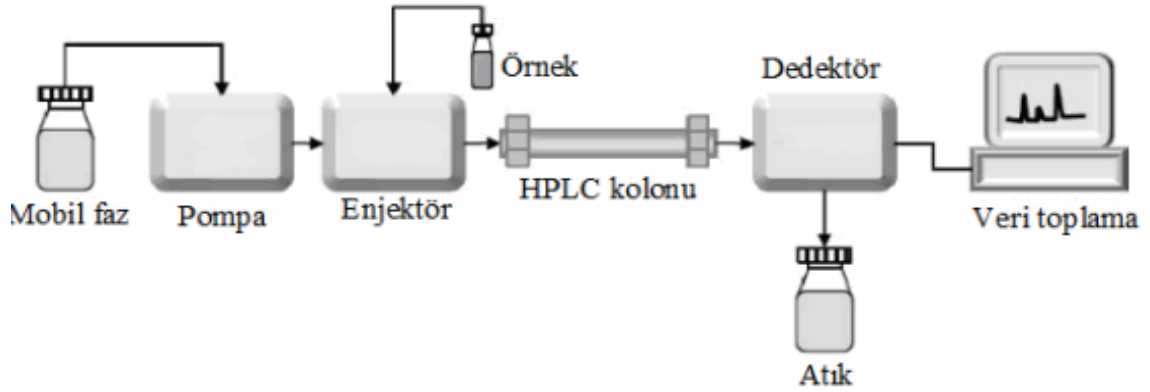 Örnek
Dedektör
Mobil faz
Pompa
Enjektör
HPLC kolonu
Veri toplama
Atık